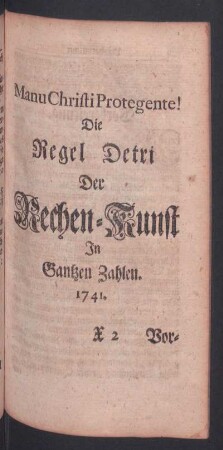 Manu Christi Protegente!
Die
Regel Detri
Der
Rechen-Kunst
In
Gantzen Zahlen.
1741.
X 2 Vor-